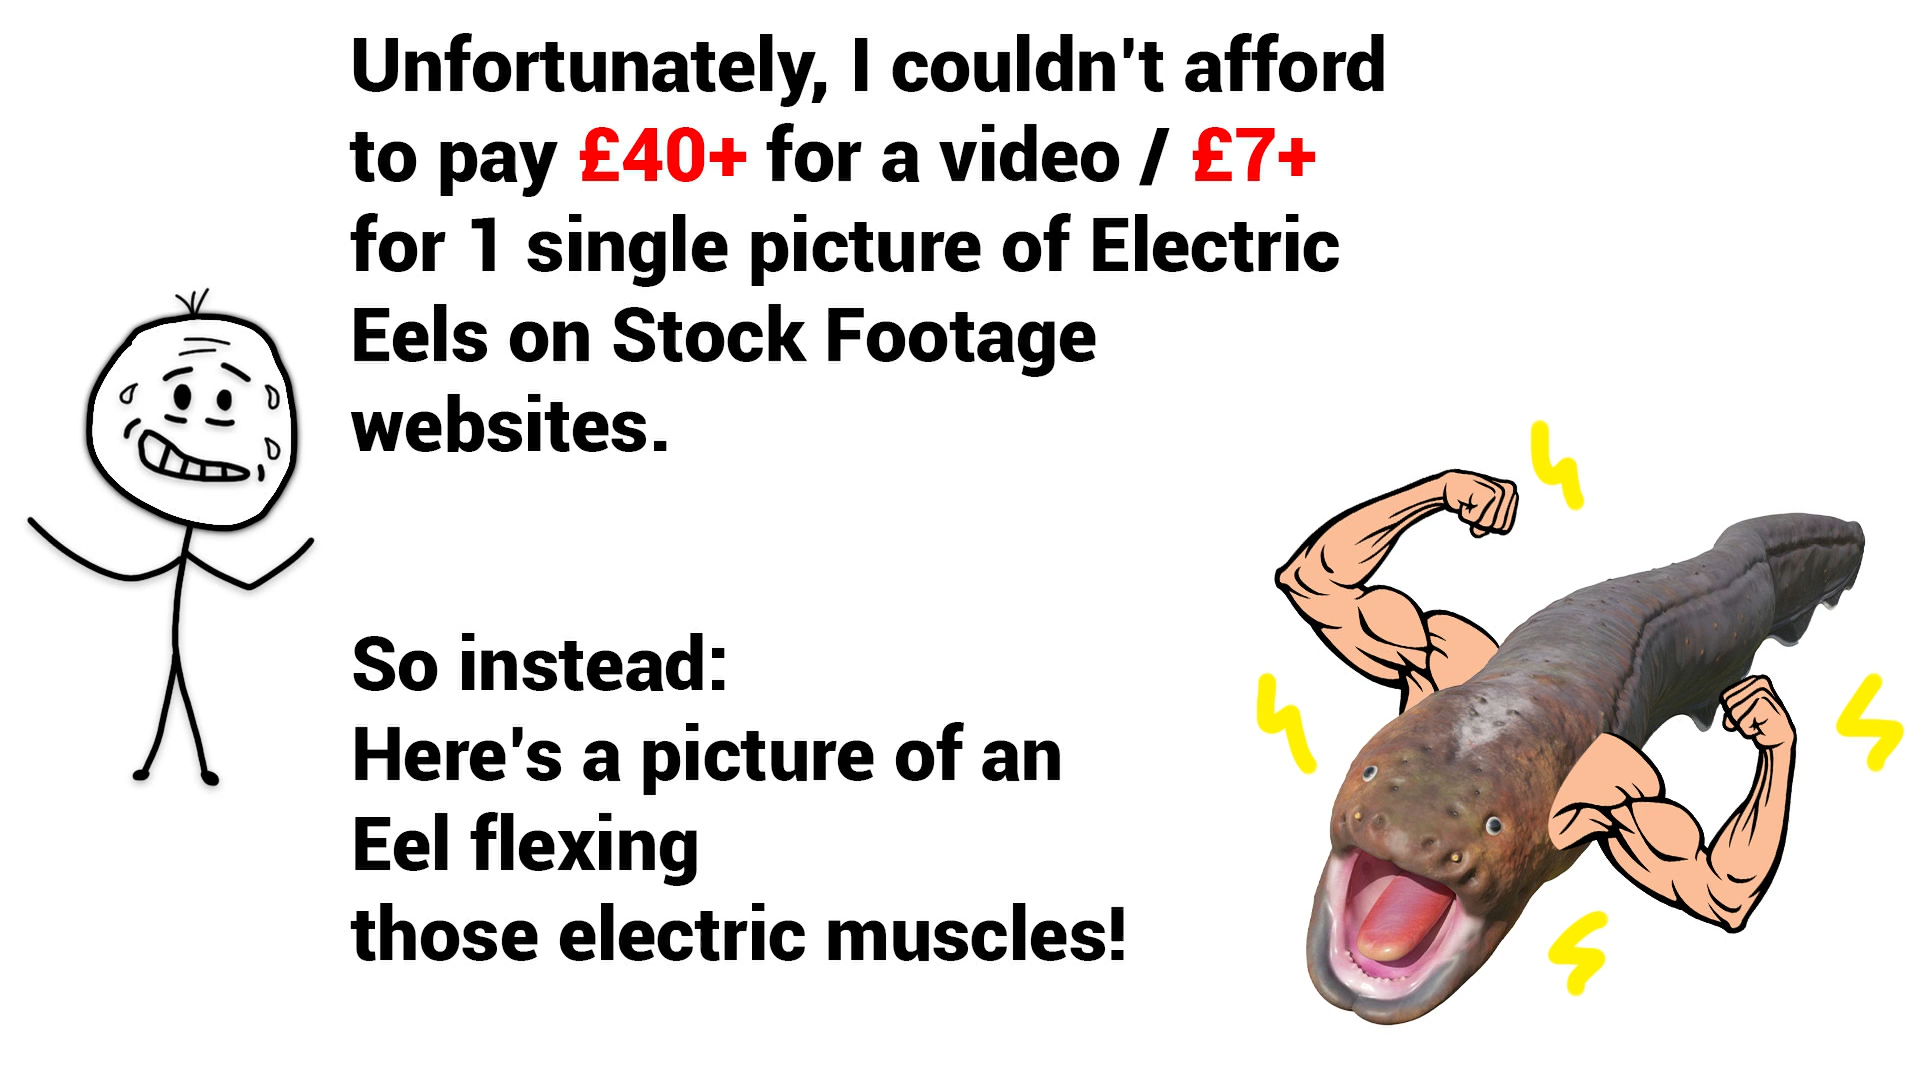 Unfortunately, I couldn't afford
to pay £40+ for a video / £7+
for 1 single picture of Electric
Eels on Stock Footage
websites.
So instead:
Here's a picture of an
Eel flexing
those electric muscles!